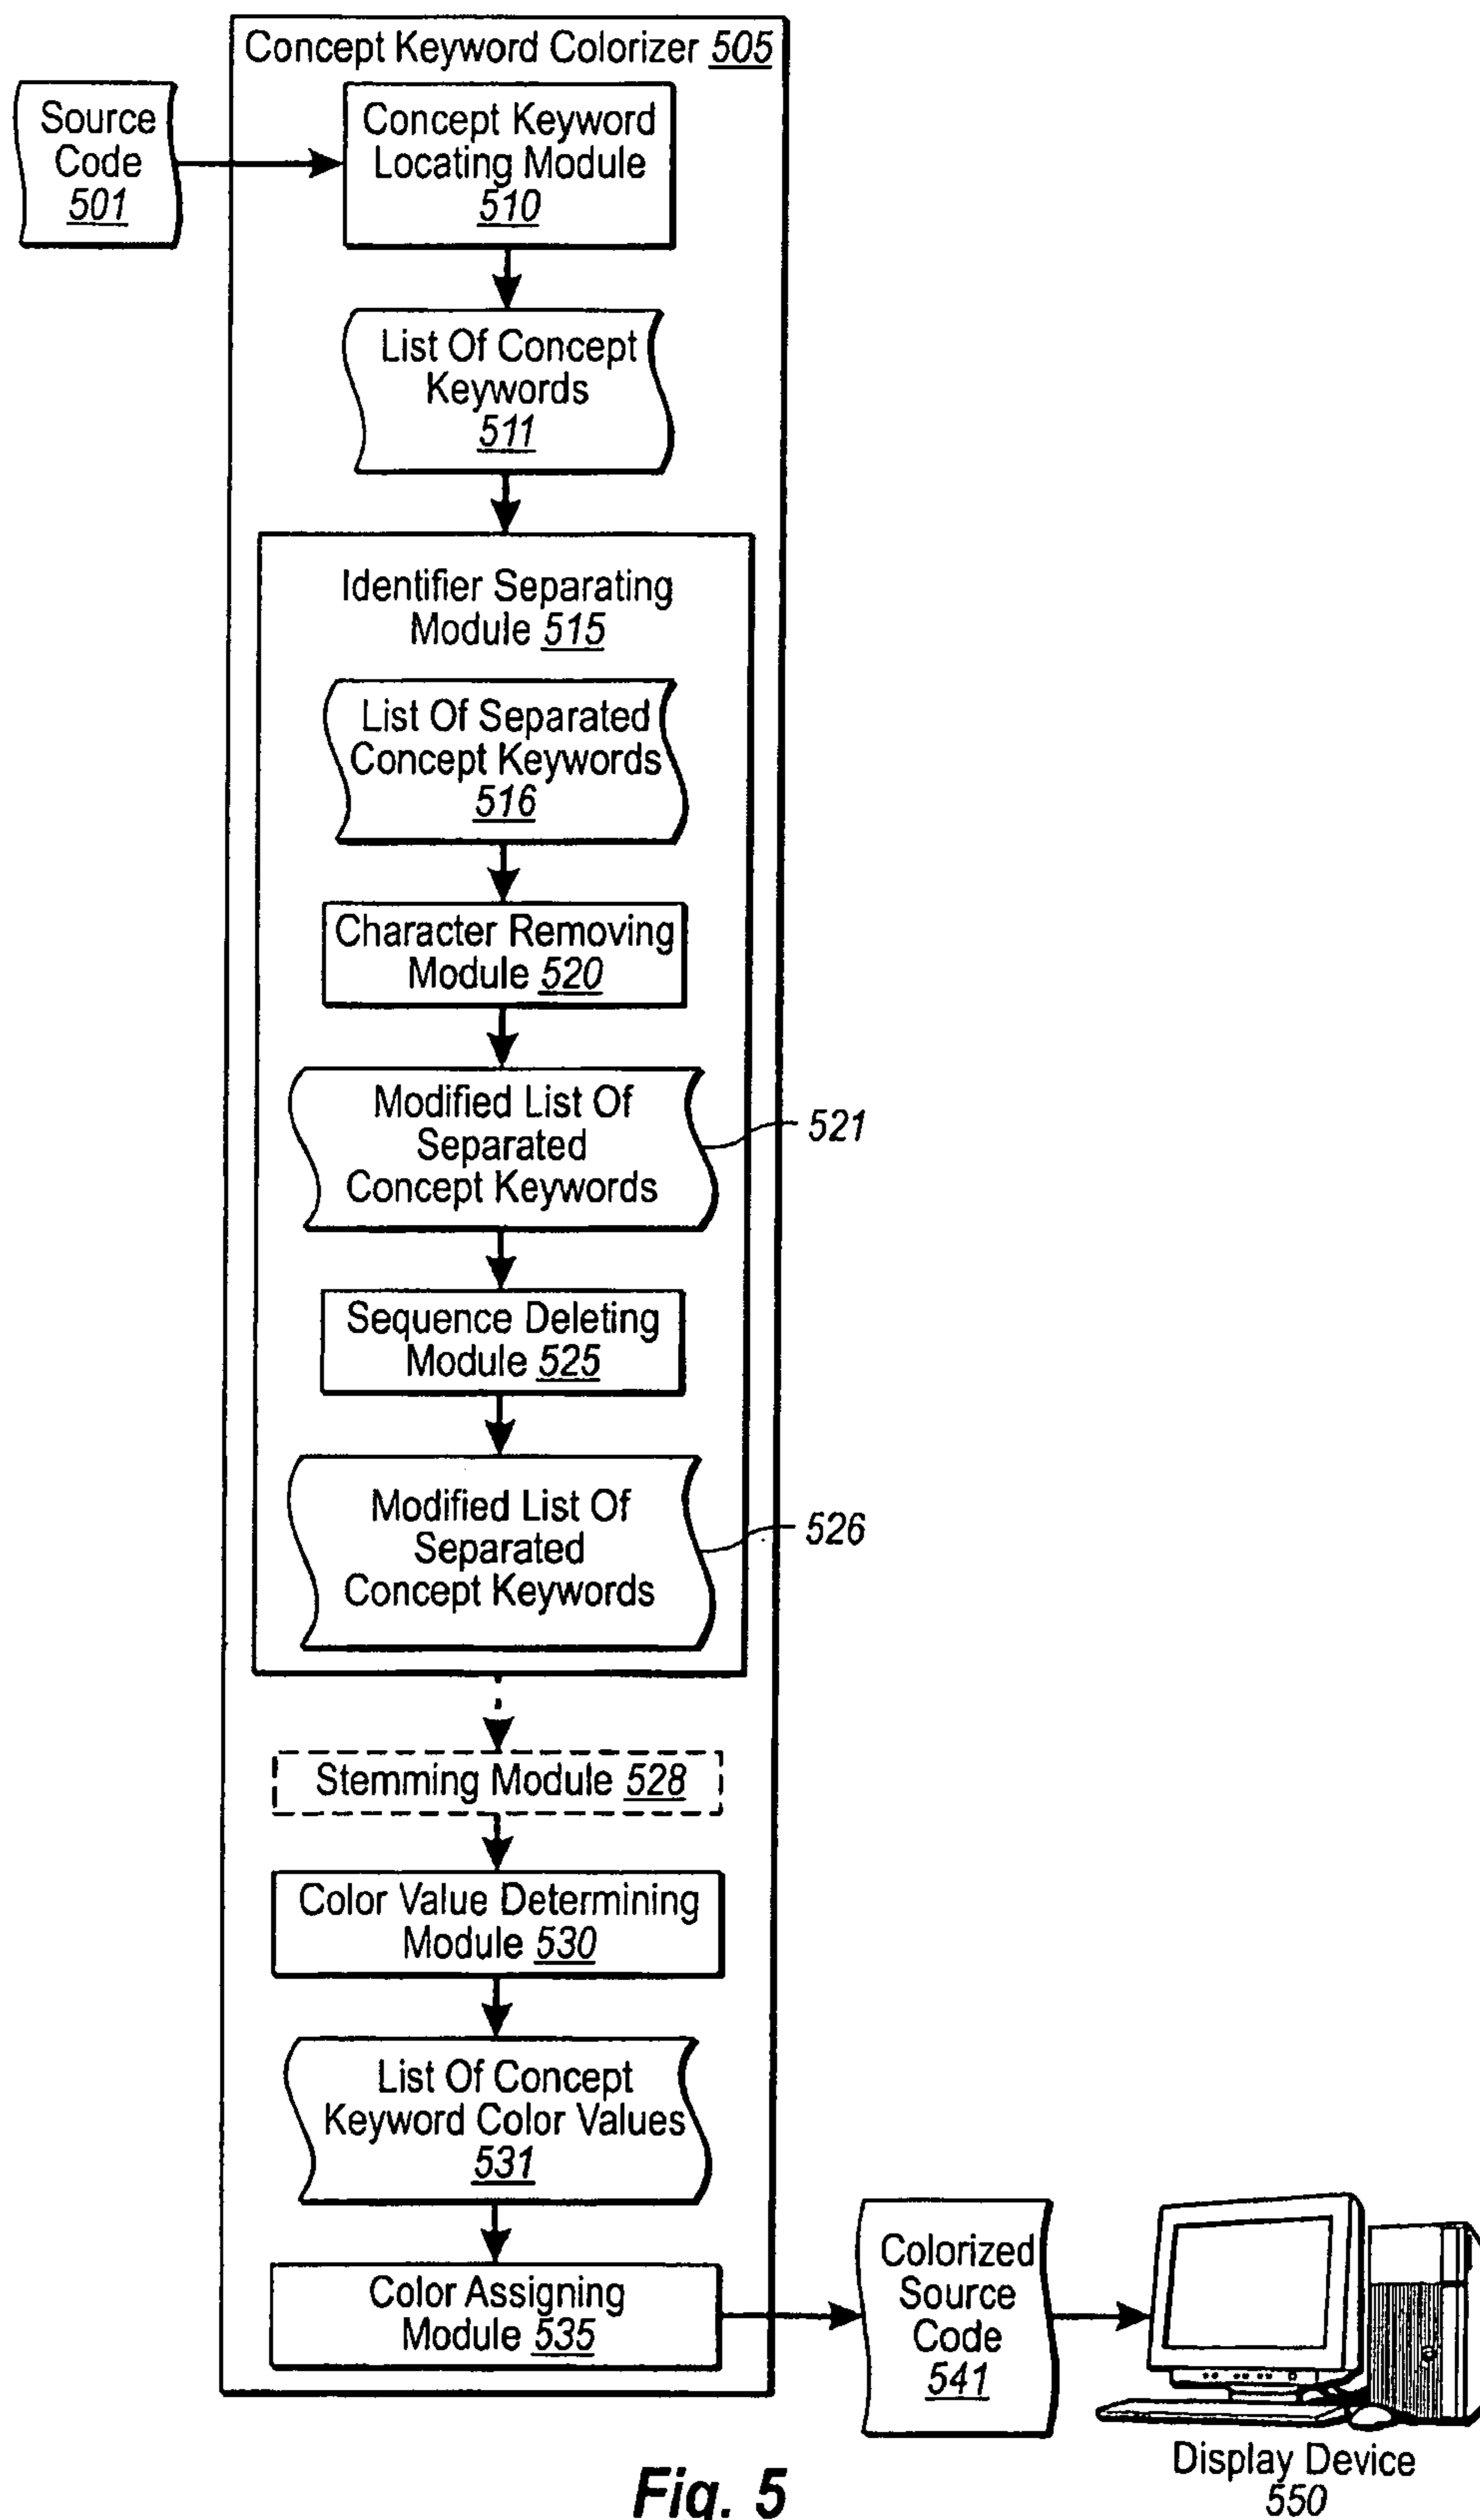 Concept Keyword Colorizer 505
Source
Code
501
Concept Keyword
Locating Module
510
List Of Concept
Keywords
511
Identifier Separating
Module 515
List Of Separated
Concept Keywords
516
Character Removing
Module 520
Modified List Of
Separated
Concept Keywords
521
Sequence Deleting
Module 525
Modified List Of
Separated
Concept Keywords
526
Stemming Module 528
Color Value Determining
Module 530
List Of Concept
Keyword Color Values
531
Color Assigning
Module 535
Colorized
Source
Code
541
Display Device
550
Fig. 5